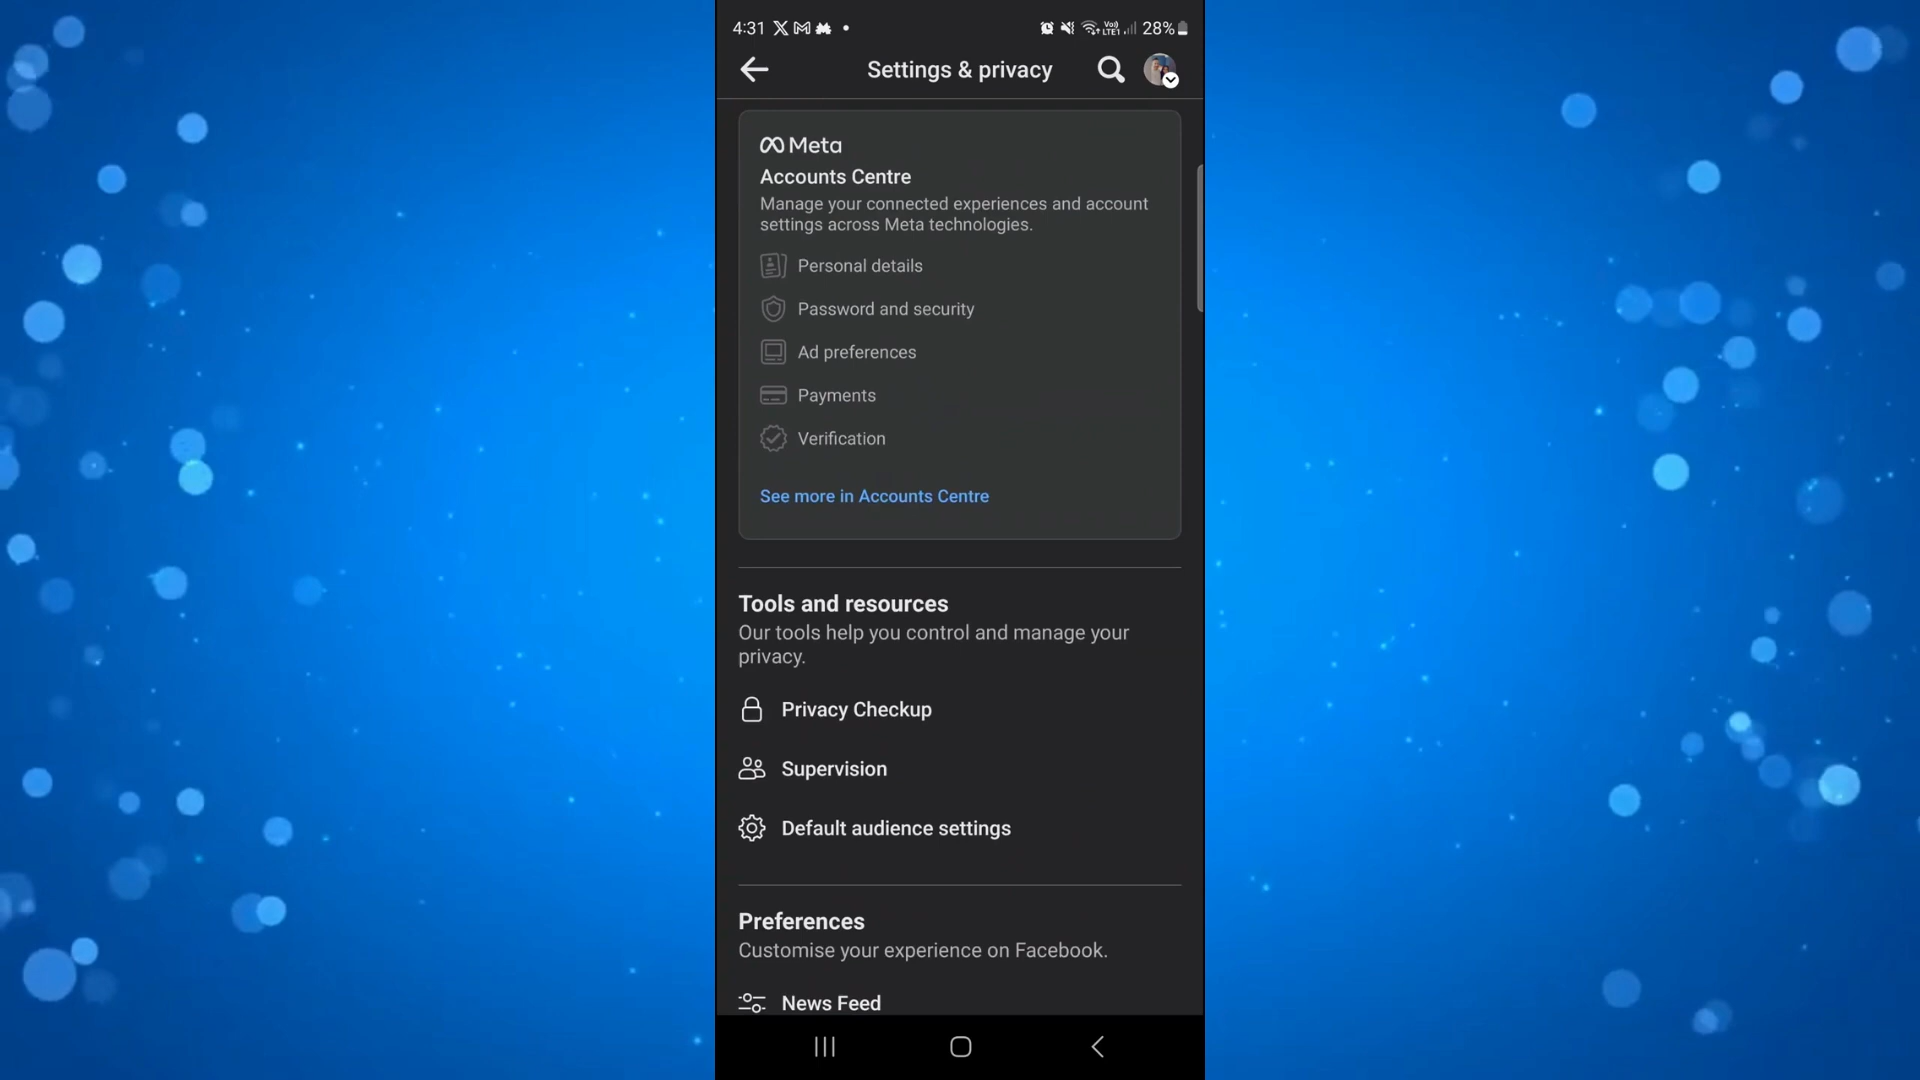 4:31
Vo))
LTE1
28%
Settings & privacy
Meta
Accounts Centre
Manage your connected experiences and account
settings across Meta technologies.
Personal details
Password and security
Ad preferences
Payments
Verification
See more in Accounts Centre
Tools and resources
Our tools help you control and manage your
privacy.
Privacy Checkup
Supervision
Default audience settings
Preferences
Customise your experience on Facebook.
News Feed